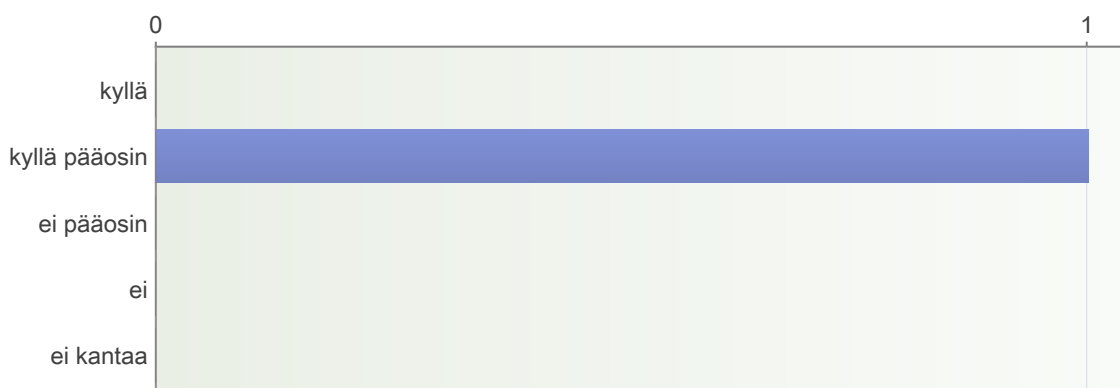 0 1
kyllä
kyllä pääosin
ei pääosin
ei
ei kantaa